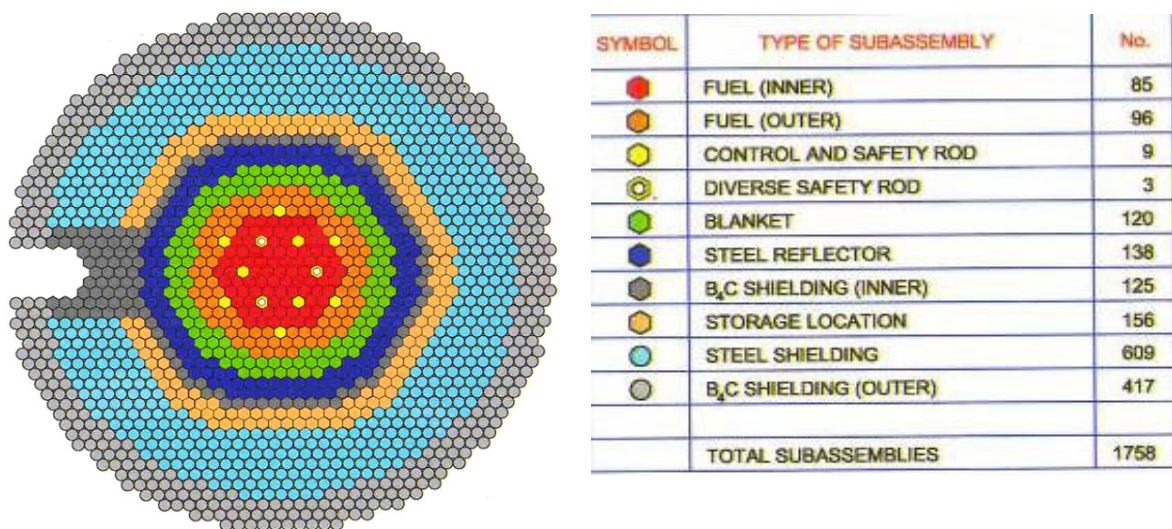 SYMBOL TYPE OF SUBASSEMBLY No.
FUEL (INNER) 85
FUEL (OUTER) 96
CONTROL AND SAFETY ROD 9
DIVERSE SAFETY ROD 3
BLANKET 120
STEEL REFLECTOR 138
B₄C SHIELDING (INNER) 125
STORAGE LOCATION 156
STEEL SHIELDING 609
B₄C SHIELDING (OUTER) 417
TOTAL SUBASSEMBLIES 1758